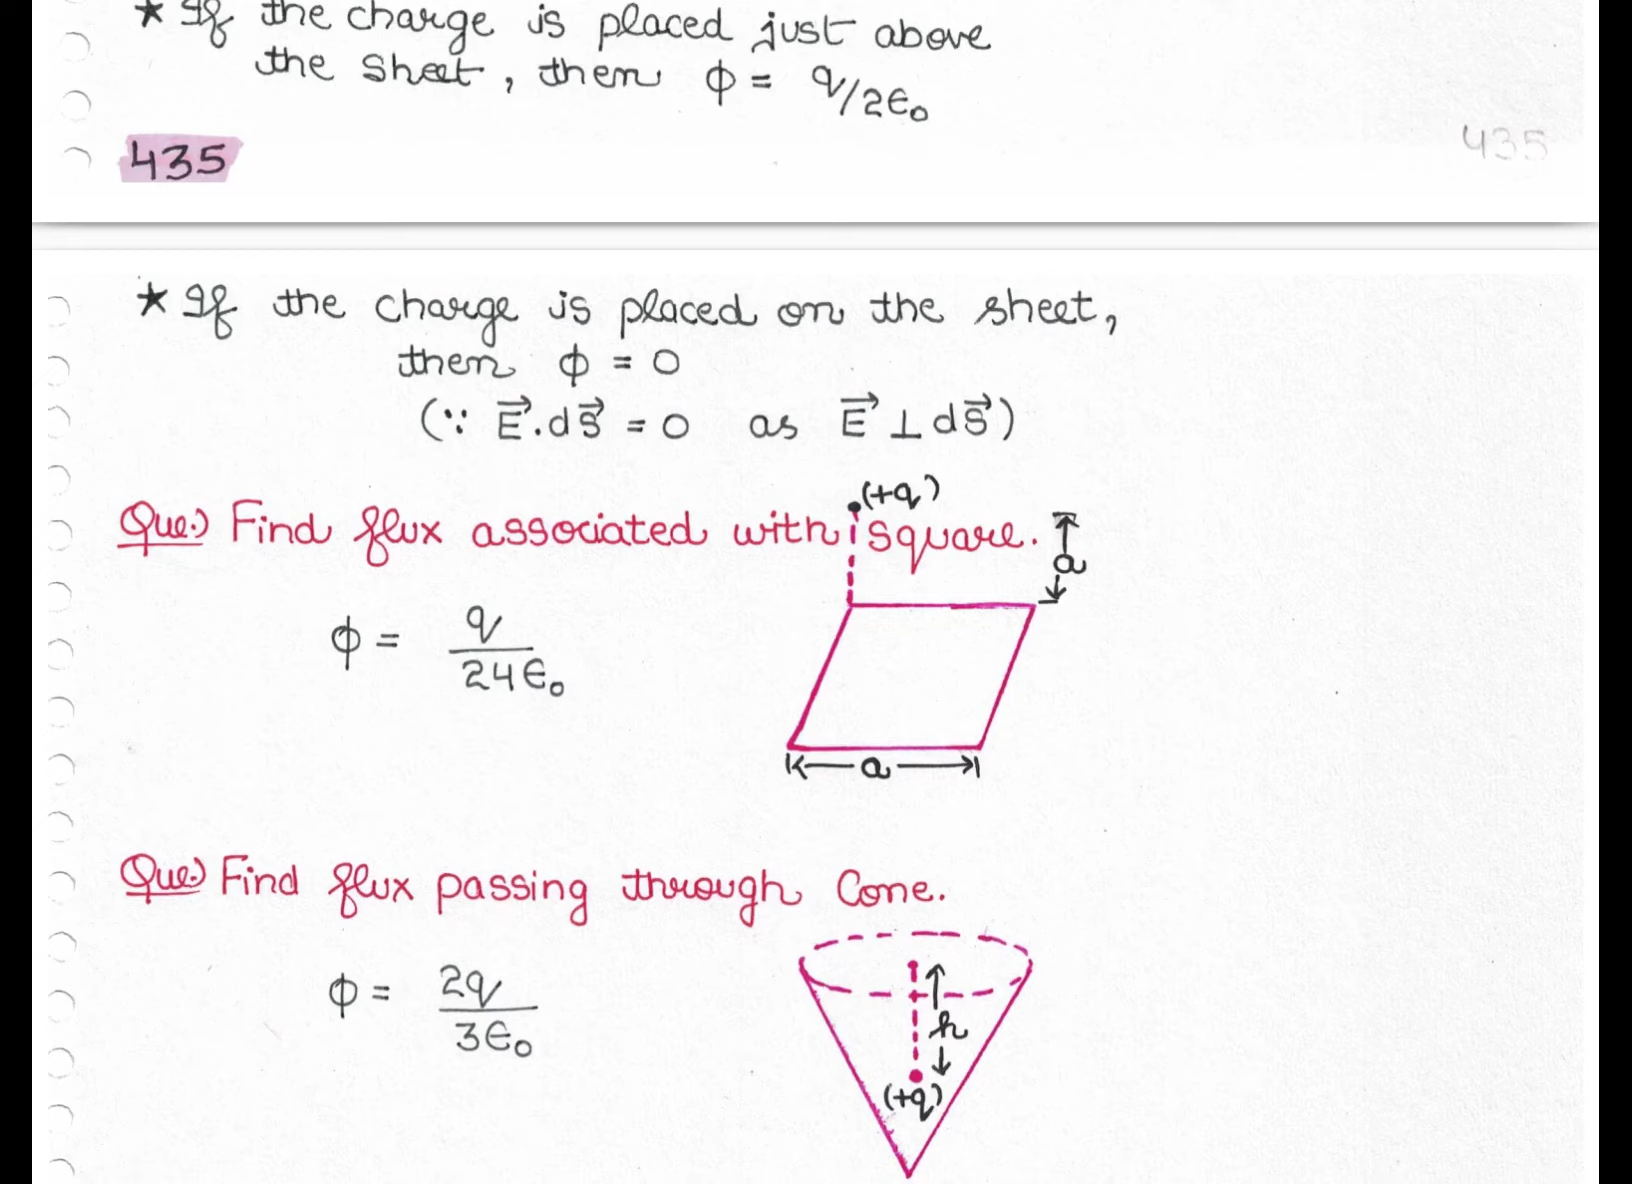 ★ If the charge is placed just above
the sheet, then ϕ = q/2ϵ₀
435
435
★ If the charge is placed on the sheet,
then ϕ = 0
(∵ E⃗.dS⃗ = 0 as E⃗ ⊥ dS⃗)
(+q)
Que.) Find flux associated with square.
a
ϕ = q/24ϵ₀
a
Que.) Find flux passing through Cone.
ϕ = 2q/3ϵ₀
h
(+q)